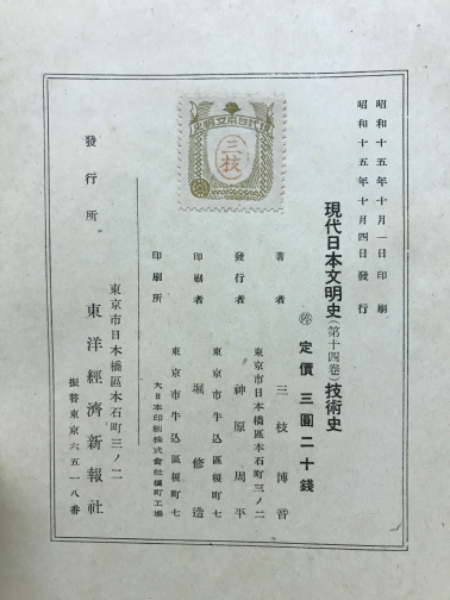 昭和十五年十月一日印刷
昭和十五年十月四日發行
現代日本文明史(第十四卷)技術史
定價三圓二十錢
著者 三枝博音
東京市日本橋區本石町三ノ二
發行者 神原周平
東京市牛込區榎町七
印刷者 堀修造
東京市牛込區榎町七
印刷所 大日本印刷株式會社榎町工場
現代日本文明史
三枝
發行所
東京市日本橋區本石町三ノ二
東洋經濟新報社
振替東京六五一八番